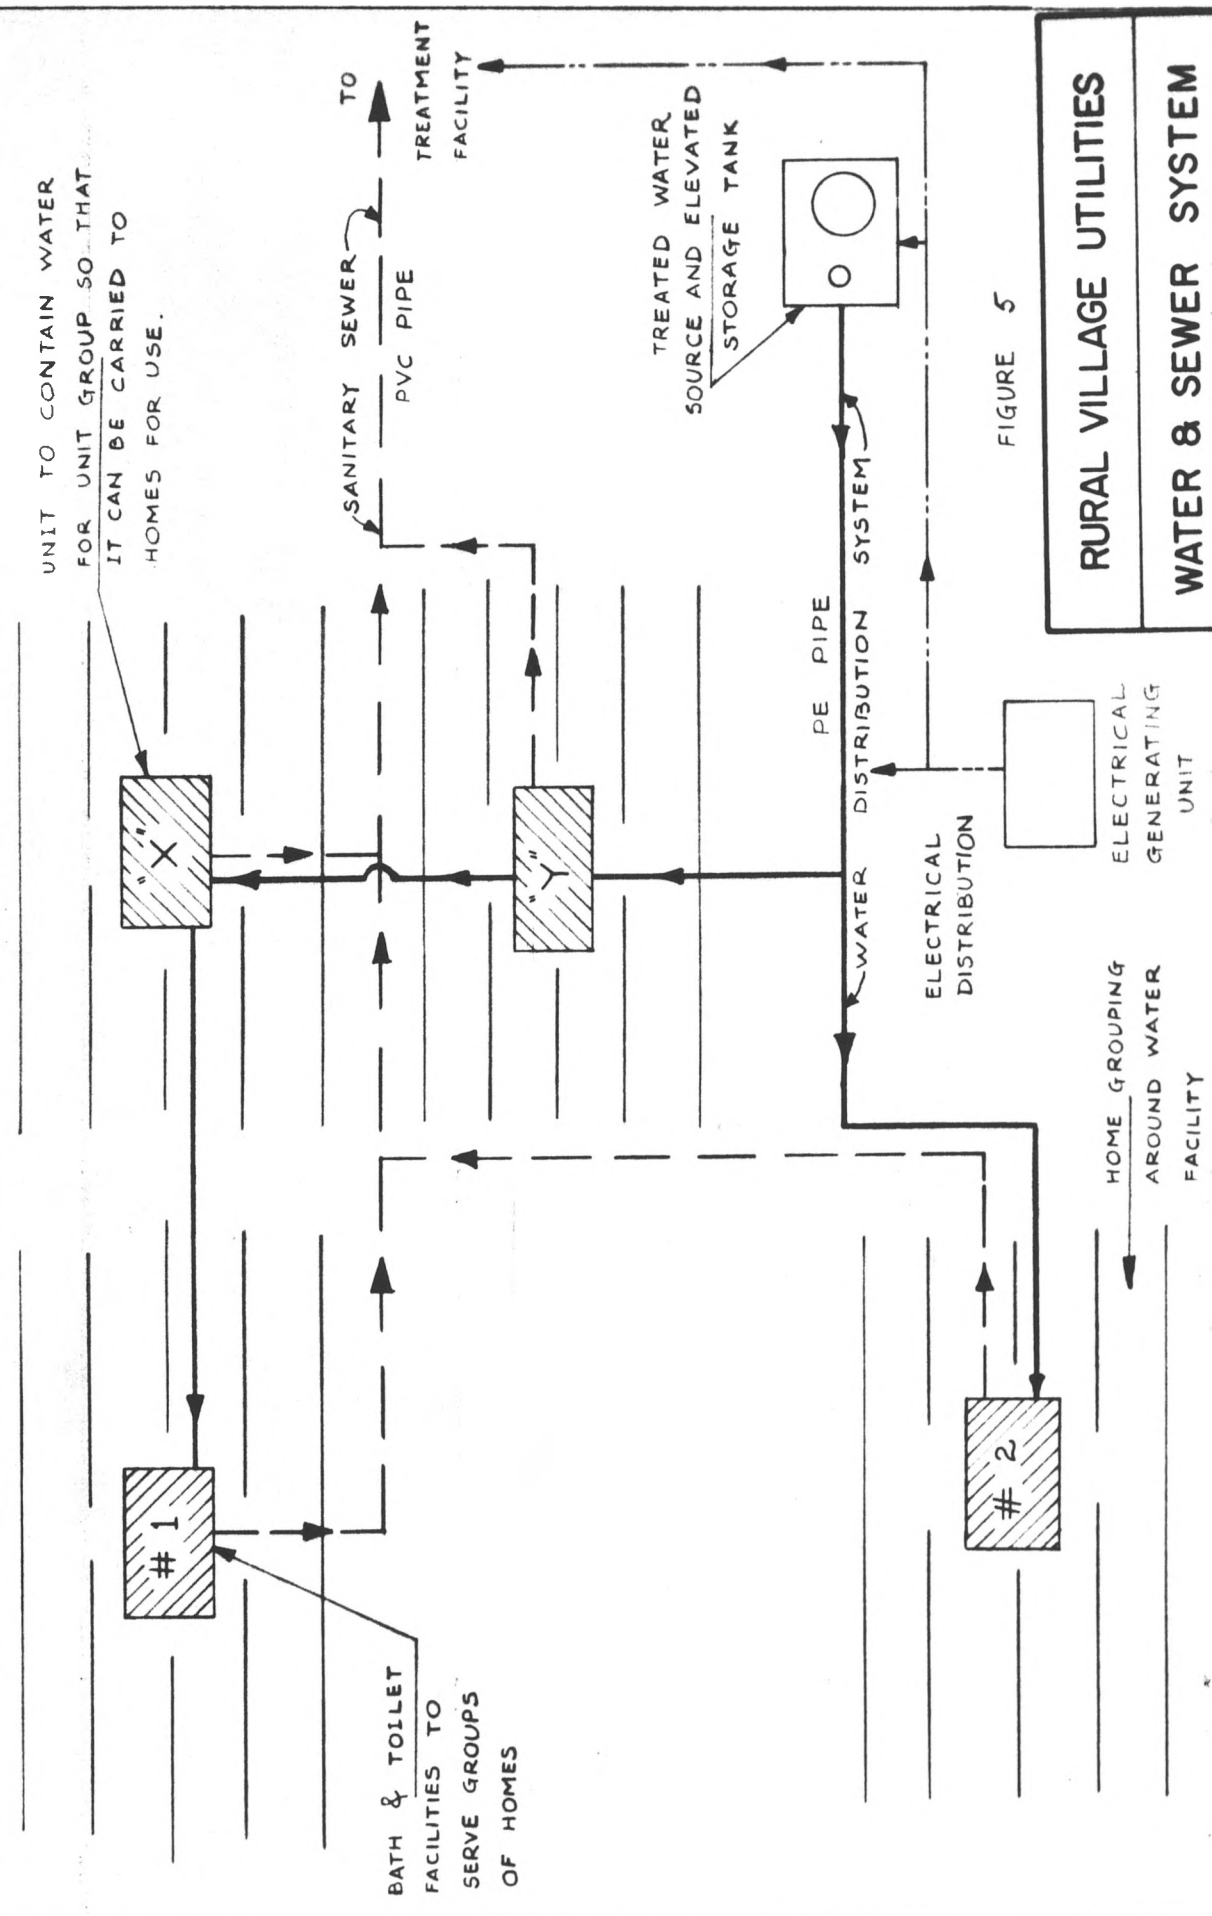 UNIT TO CONTAIN WATER
FOR UNIT GROUP SO THAT
IT CAN BE CARRIED TO
HOMES FOR USE.
"X"
# 1
BATH & TOILET
FACILITIES TO
SERVE GROUPS
OF HOMES
SANITARY SEWER
PVC PIPE
TO
TREATMENT
FACILITY
"Y"
TREATED WATER
SOURCE AND ELEVATED
STORAGE TANK
PE PIPE
WATER DISTRIBUTION SYSTEM
ELECTRICAL
DISTRIBUTION
# 2
HOME GROUPING
AROUND WATER
FACILITY
ELECTRICAL
GENERATING
UNIT
FIGURE 5
RURAL VILLAGE UTILITIES
WATER & SEWER SYSTEM